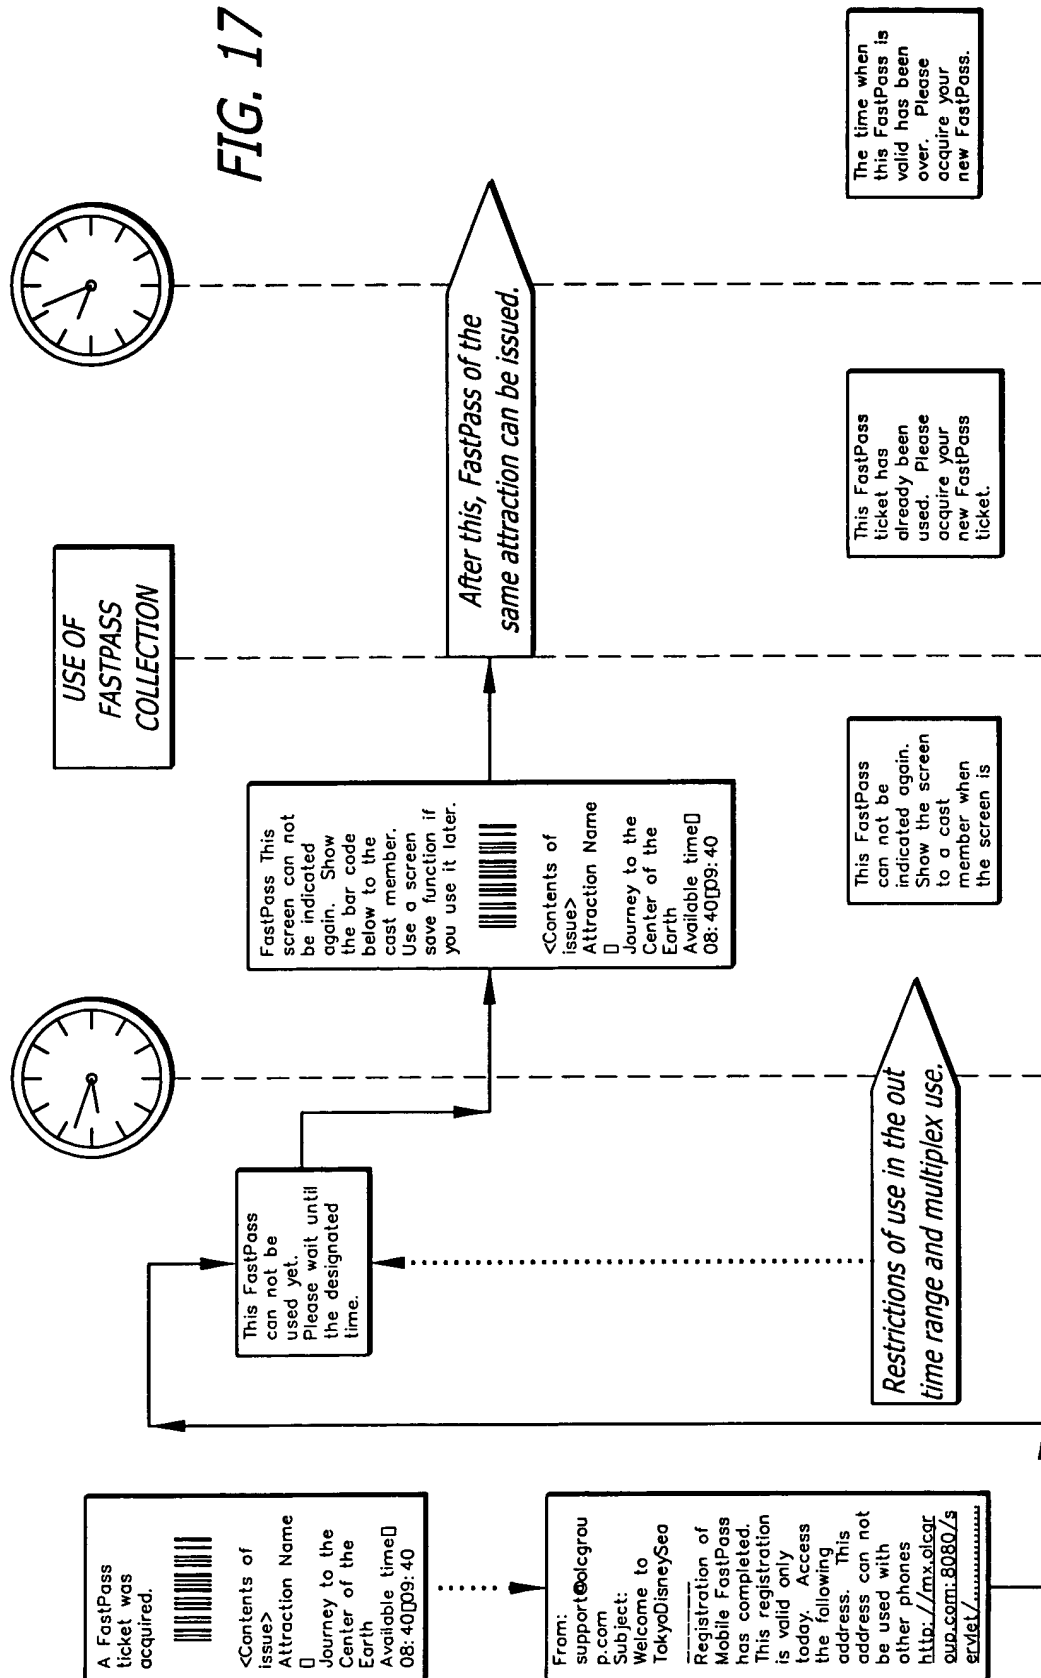 FIG. 17
A FastPass
ticket was
acquired.
<Contents of
issue>
Attraction Name
▯
Journey to the
Center of the
Earth
Available time▯
08:40▯09:40
From:
support@olcgrou
p.com
Subject:
Welcome to
TokyoDisneySea
Registration of
Mobile FastPass
has completed.
This registration
is valid only
today. Access
the following
address. This
address can not
be used with
other phones
http://mx.olcgr
oup.com:8080/s
ervlet/...............
This FastPass
can not be
used yet.
Please wait until
the designated
time.
Restrictions of use in the out
time range and multiplex use.
FastPass This
screen can not
be indicated
again. Show
the bar code
below to the
cast member.
Use a screen
save function if
you use it later.
<Contents of
issue>
Attraction Name
▯
Journey to the
Center of the
Earth
Available time▯
08:40▯09:40
USE OF
FASTPASS
COLLECTION
After this, FastPass of the
same attraction can be issued.
This FastPass
can not be
indicated again.
Show the screen
to a cast
member when
the screen is
This FastPass
ticket has
already been
used. Please
acquire your
new FastPass
ticket.
The time when
this FastPass is
valid has been
over. Please
acquire your
new FastPass.